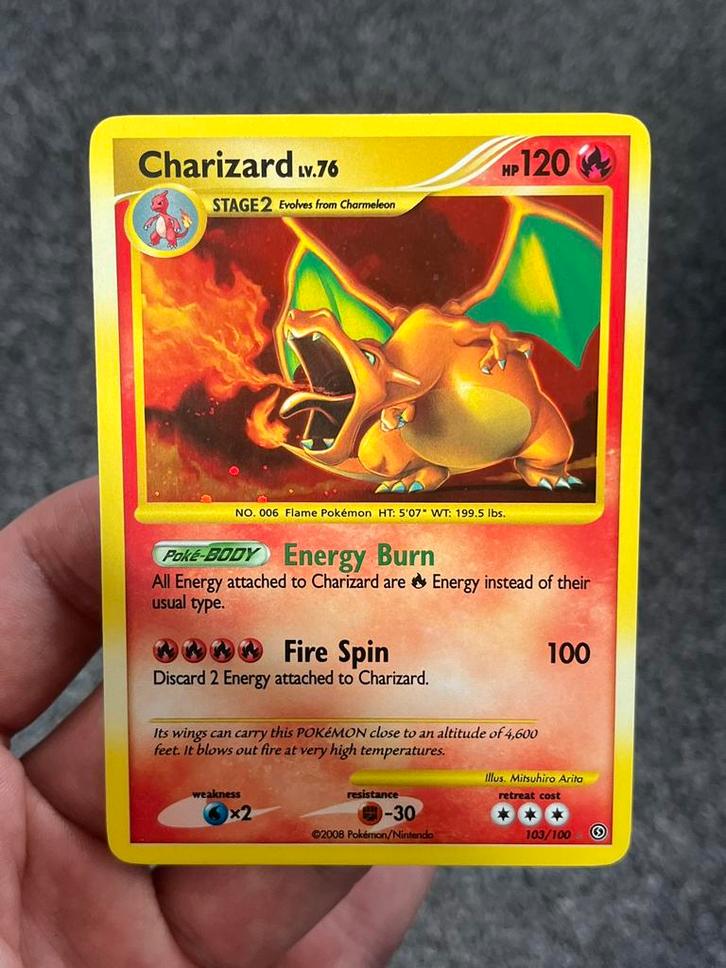 Charizard LV.76 HP 120
STAGE2 Evolves from Charmeleon
NO. 006 Flame Pokémon HT: 5'07" WT: 199.5 lbs.
Poké-BODY Energy Burn
All Energy attached to Charizard are Energy instead of their
usual type.
Fire Spin 100
Discard 2 Energy attached to Charizard.
Its wings can carry this POKéMON close to an altitude of 4,600
feet. It blows out fire at very high temperatures.
Illus. Mitsuhiro Arita
weakness resistance retreat cost
×2 -30
©2008 Pokémon/Nintendo 103/100